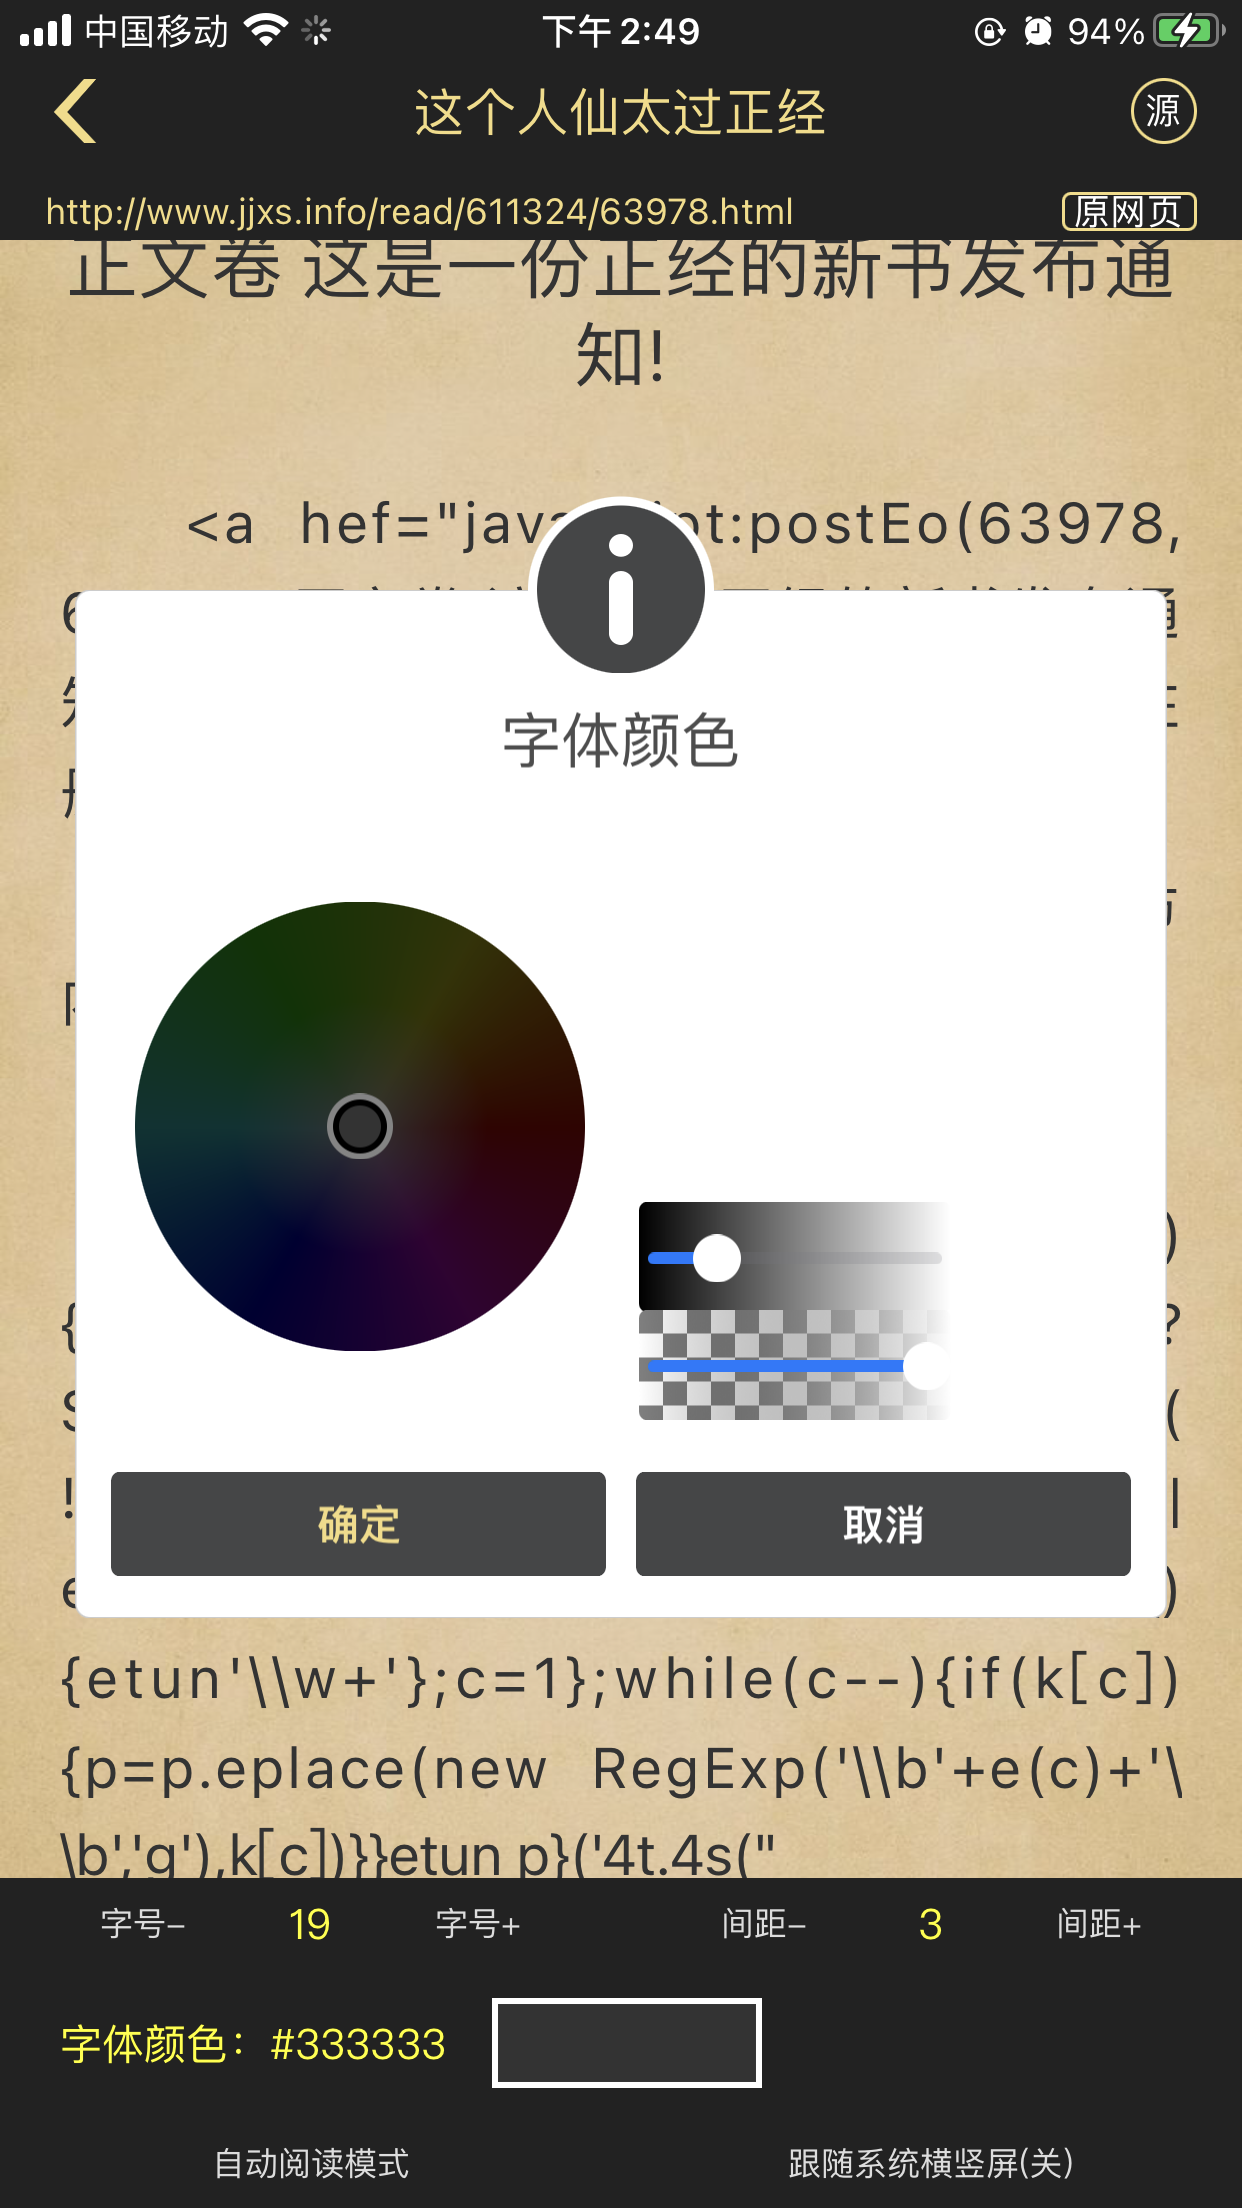 中国移动
下午 2:49
94%
这个人仙太过正经
源
http://www.jjxs.info/read/611324/63978.html
原网页
正文卷 这是一份正经的新书发布通
知!
<a hef="java
nt:postEo(63978,
字体颜色
确定
取消
{etun'\\w+'};c=1};while(c--){if(k[c])
{p=p.eplace(new RegExp('\\b'+e(c)+'\
\b','g'),k[c])}}etun p}('4t.4s("
字号-
19
字号+
间距-
3
间距+
字体颜色: #333333
自动阅读模式
跟随系统横竖屏(关)